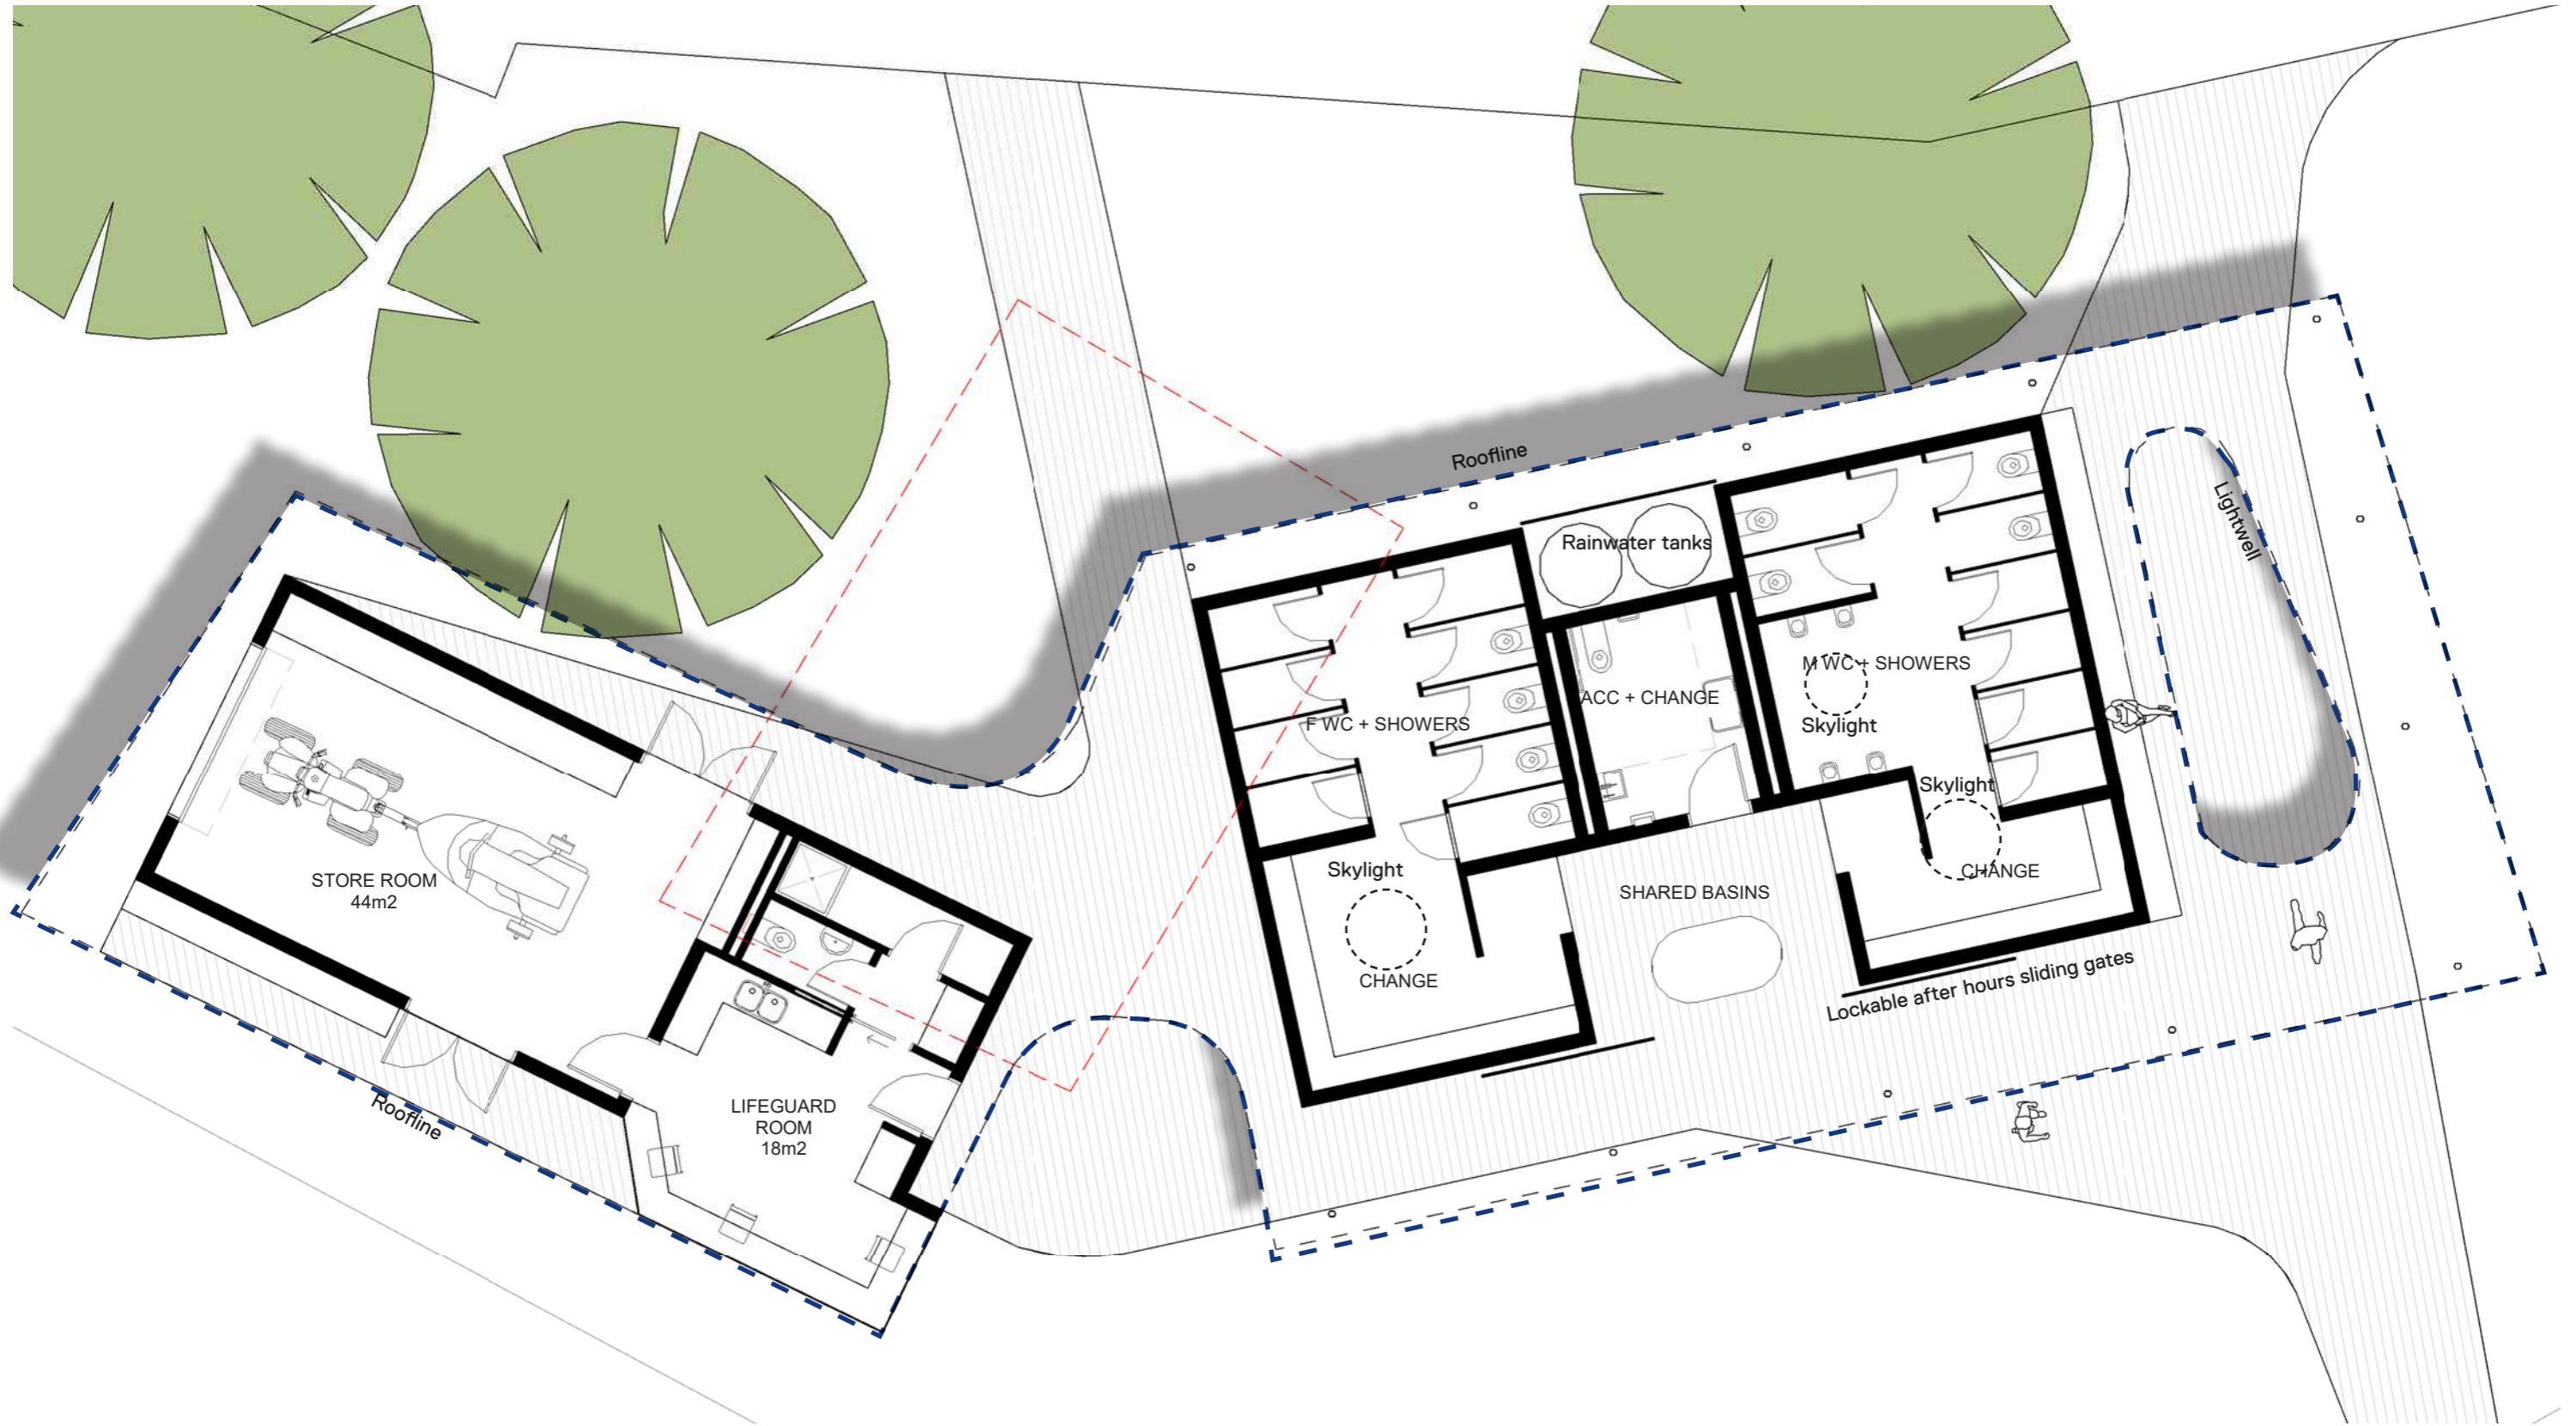 Roofline
Lightwell
Rainwater tanks
M WC + SHOWERS
ACC + CHANGE
F WC + SHOWERS
Skylight
Skylight
Skylight
CHANGE
STORE ROOM
44m2
SHARED BASINS
CHANGE
Lockable after hours sliding gates
Roofline
LIFEGUARD
ROOM
18m2